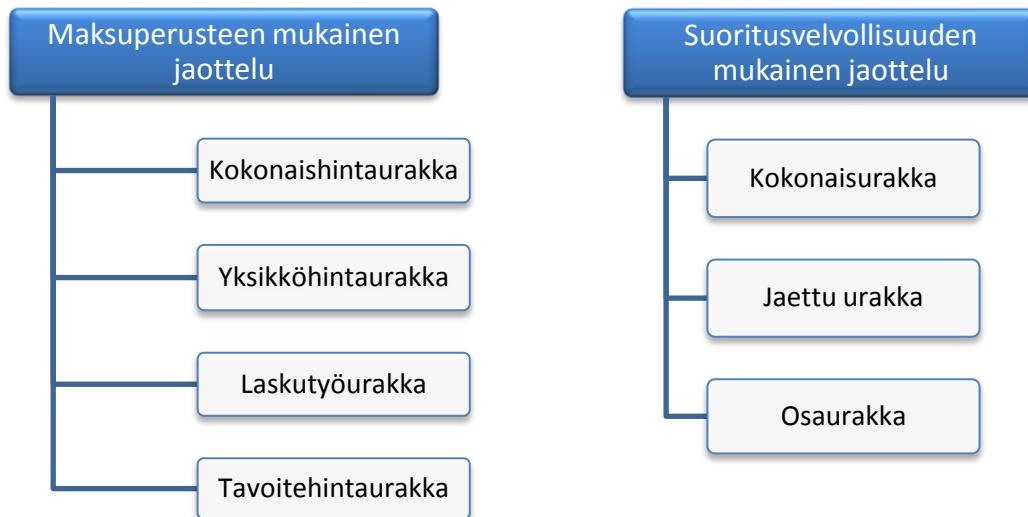 Maksuperusteen mukainen
jaottelu
Kokonaishintaurakka
Yksikköhintaurakka
Laskutyöurakka
Tavoitehintaurakka
Suoritusvelvollisuuden
mukainen jaottelu
Kokonaisurakka
Jaettu urakka
Osaurakka